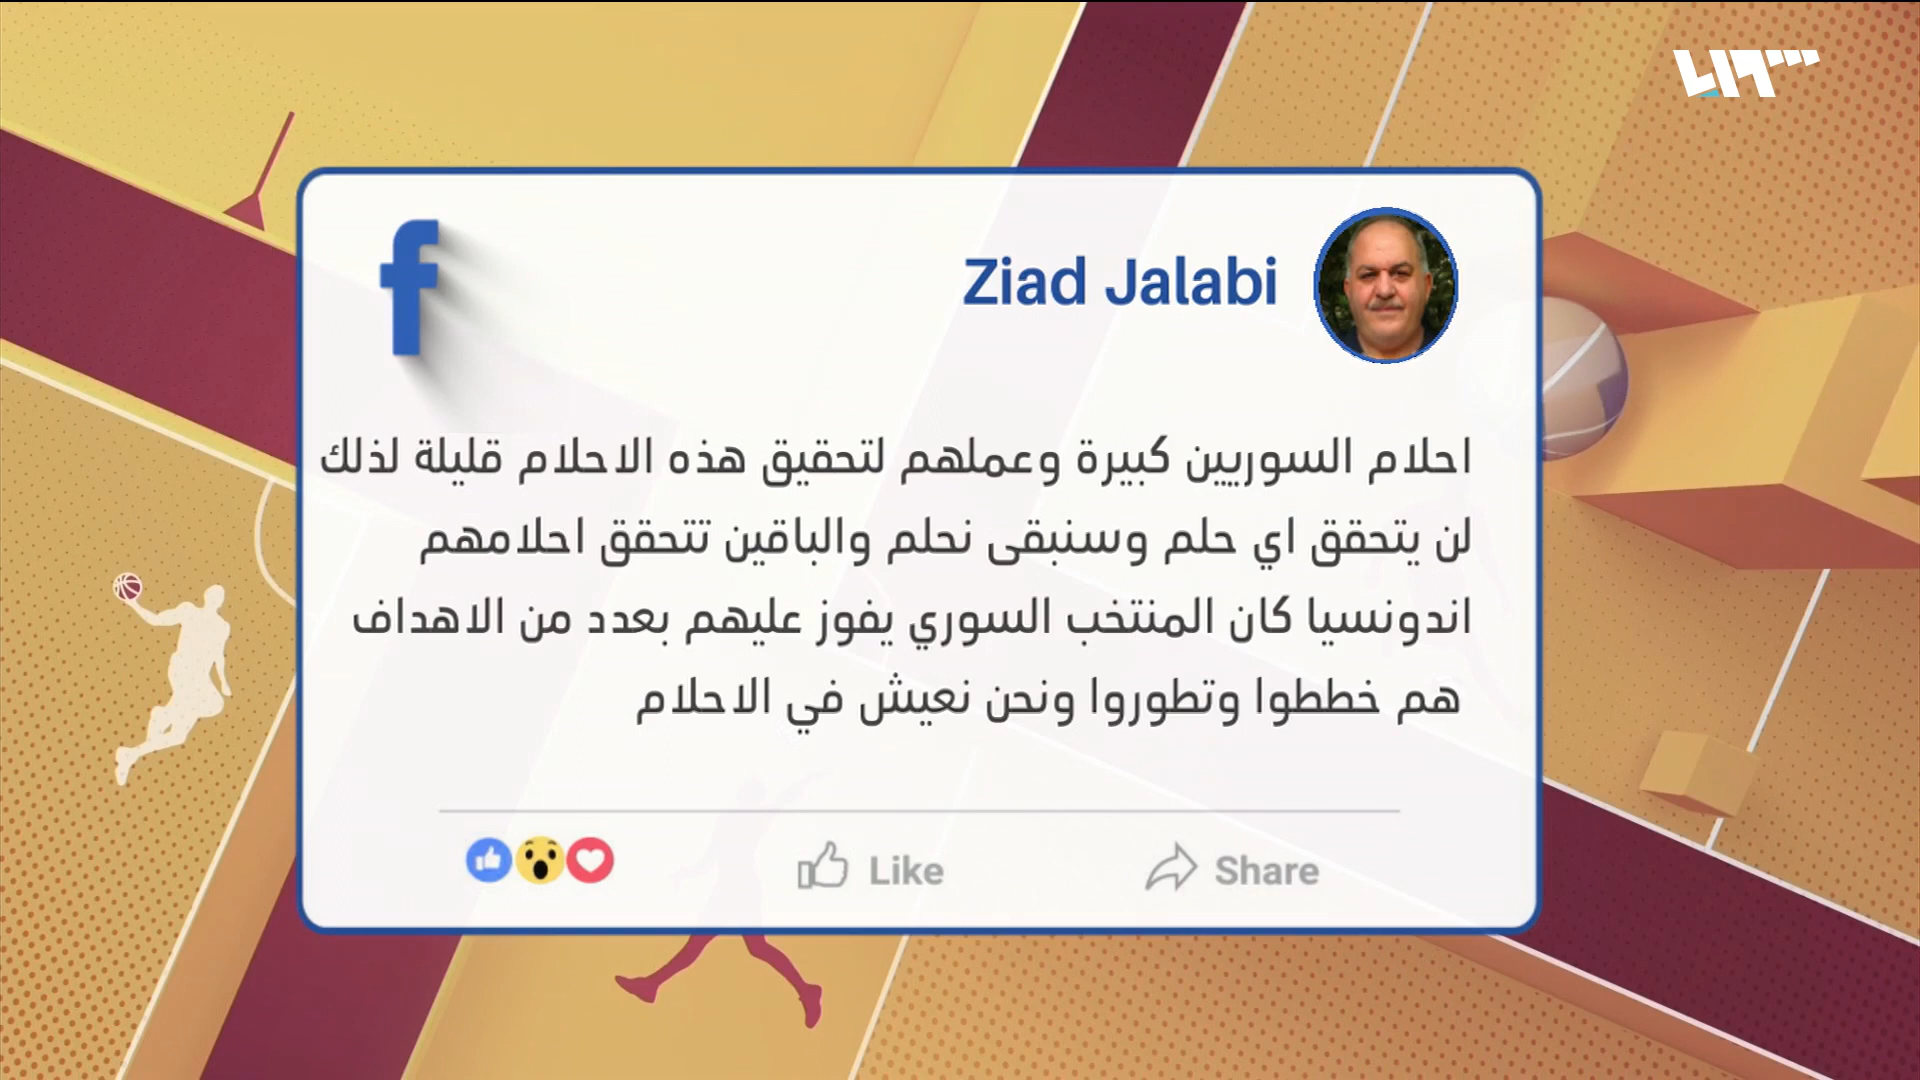 Ziad Jalabi
احلام السوريين كبيرة وعملهم لتحقيق هذه الاحلام قليلة لذلك
لن يتحقق اي حلم وسنبقى نحلم والباقين تتحقق احلامهم
اندونسيا كان المنتخب السوري يفوز عليهم بعدد من الاهداف
هم خططوا وتطوروا ونحن نعيش في الاحلام
Like
Share